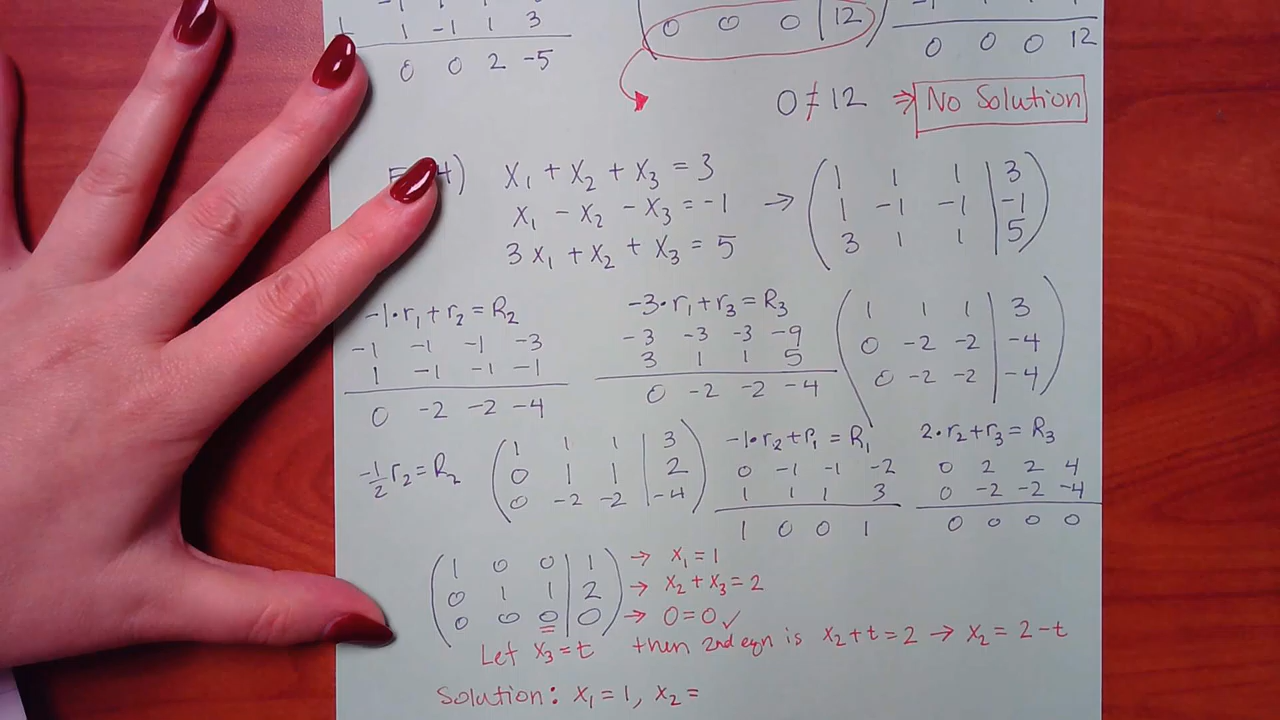 1 -1 1 3
0 0 2 -5
0 0 0 | 12
0 0 0 12
0 ≠ 12 ⇒ No Solution
4) x₁ + x₂ + x₃ = 3
x₁ - x₂ - x₃ = -1
3x₁ + x₂ + x₃ = 5
→ ( 1 1 1 | 3
1 -1 -1 | -1
3 1 1 | 5 )
-1·r₁ + r₂ = R₂
-1 -1 -1 -3
1 -1 -1 -1
0 -2 -2 -4
-3·r₁ + r₃ = R₃
-3 -3 -3 -9
3 1 1 5
0 -2 -2 -4
( 1 1 1 | 3
0 -2 -2 | -4
0 -2 -2 | -4 )
-1/2 r₂ = R₂
( 1 1 1 | 3
0 1 1 | 2
0 -2 -2 | -4 )
-1·r₂ + r₁ = R₁
0 -1 -1 -2
1 1 1 3
1 0 0 1
2·r₂ + r₃ = R₃
0 2 2 4
0 -2 -2 -4
0 0 0 0
( 1 0 0 | 1 ) → x₁ = 1
0 1 1 | 2 → x₂ + x₃ = 2
0 0 0 | 0 → 0 = 0 ✓
Let x₃ = t then 2nd eqn is x₂ + t = 2 → x₂ = 2 - t
Solution: x₁ = 1, x₂ =